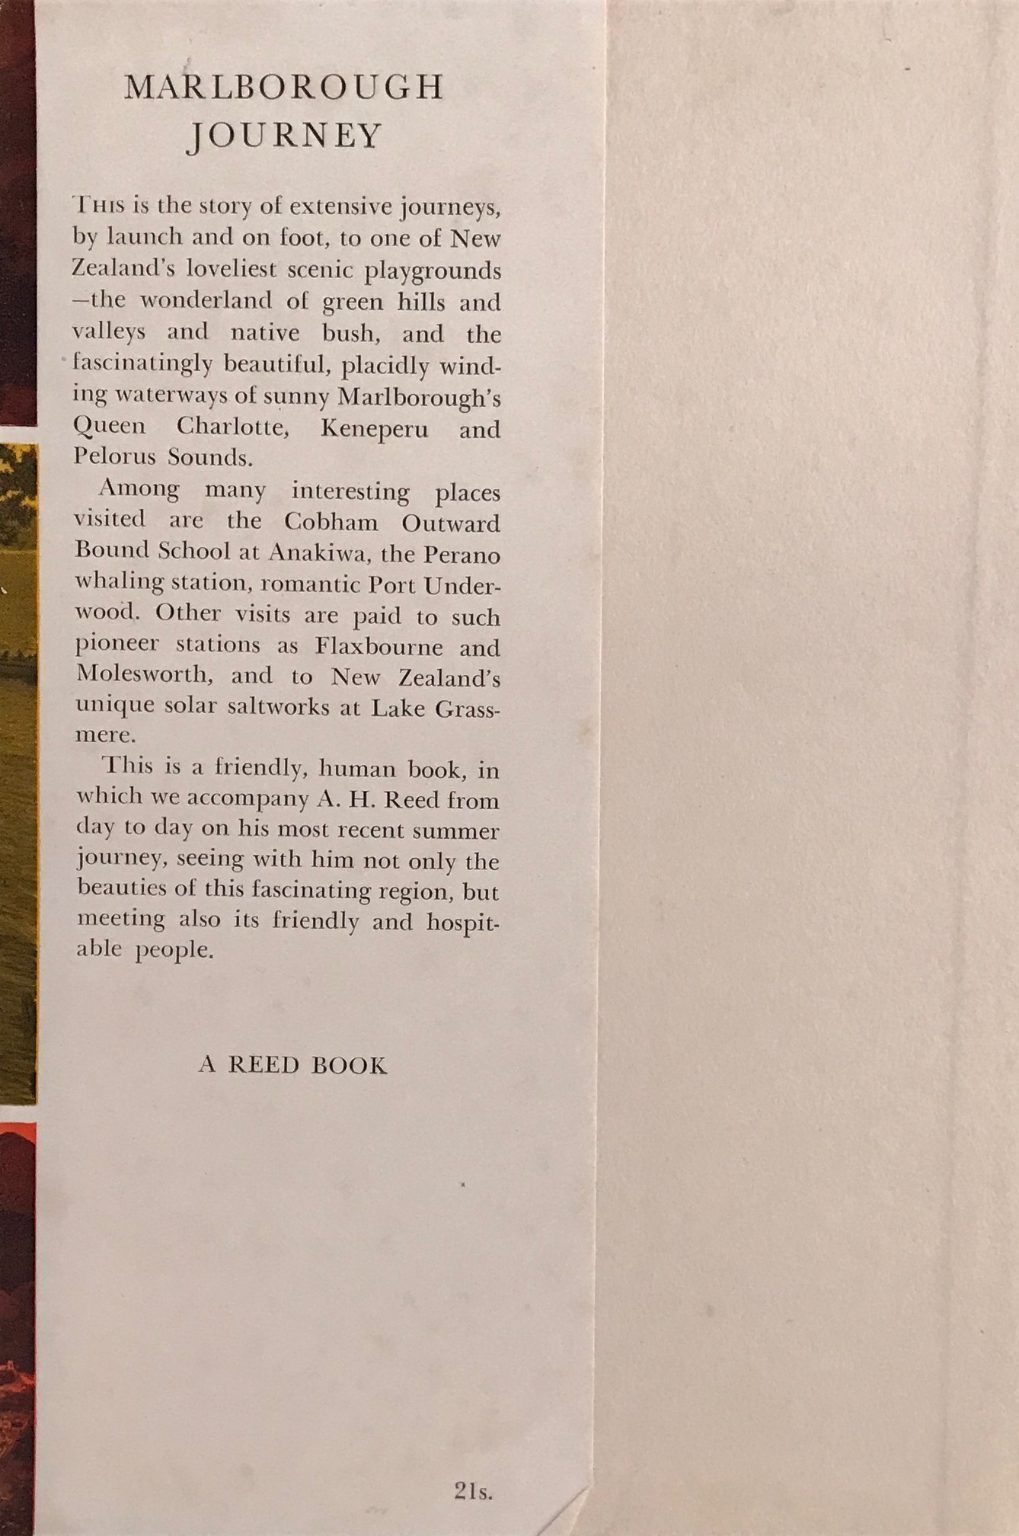 MARLBOROUGH
JOURNEY
THIS is the story of extensive journeys,
by launch and on foot, to one of New
Zealand's loveliest scenic playgrounds
—the wonderland of green hills and
valleys and native bush, and the
fascinatingly beautiful, placidly wind-
ing waterways of sunny Marlborough's
Queen Charlotte, Keneperu and
Pelorus Sounds.
Among many interesting places
visited are the Cobham Outward
Bound School at Anakiwa, the Perano
whaling station, romantic Port Under-
wood. Other visits are paid to such
pioneer stations as Flaxbourne and
Molesworth, and to New Zealand's
unique solar saltworks at Lake Grass-
mere.
This is a friendly, human book, in
which we accompany A. H. Reed from
day to day on his most recent summer
journey, seeing with him not only the
beauties of this fascinating region, but
meeting also its friendly and hospit-
able people.
A REED BOOK
21s.